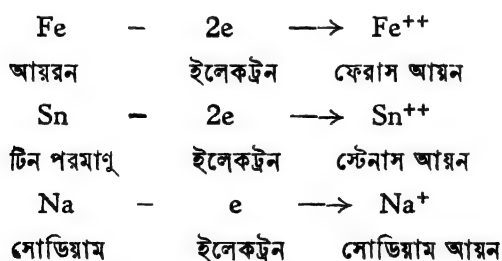 Fe – 2e ⟶ Fe⁺⁺
আয়রন ইলেকট্রন ফেরাস আয়ন
Sn – 2e ⟶ Sn⁺⁺
টিন পরমাণু ইলেকট্রন স্টেনাস আয়ন
Na – e ⟶ Na⁺
সোডিয়াম ইলেকট্রন সোডিয়াম আয়ন